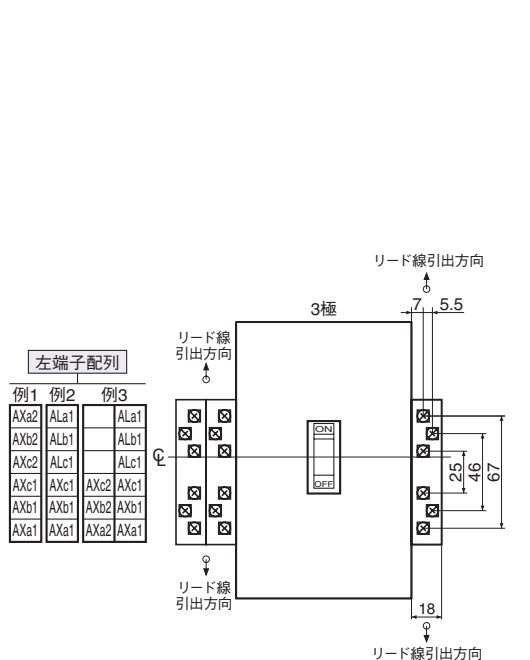 リード線引出方向
3極
7 5.5
リード線
引出方向
左端子配列
例1 例2 例3
AXa2 ALa1 ALa1
AXb2 ALb1 ALb1
AXc2 ALc1 ALc1
AXc1 AXc1 AXc2 AXc1
AXb1 AXb1 AXb2 AXb1
AXa1 AXa1 AXa2 AXa1
℄
ON
OFF
25
46
67
リード線
引出方向
18
リード線引出方向